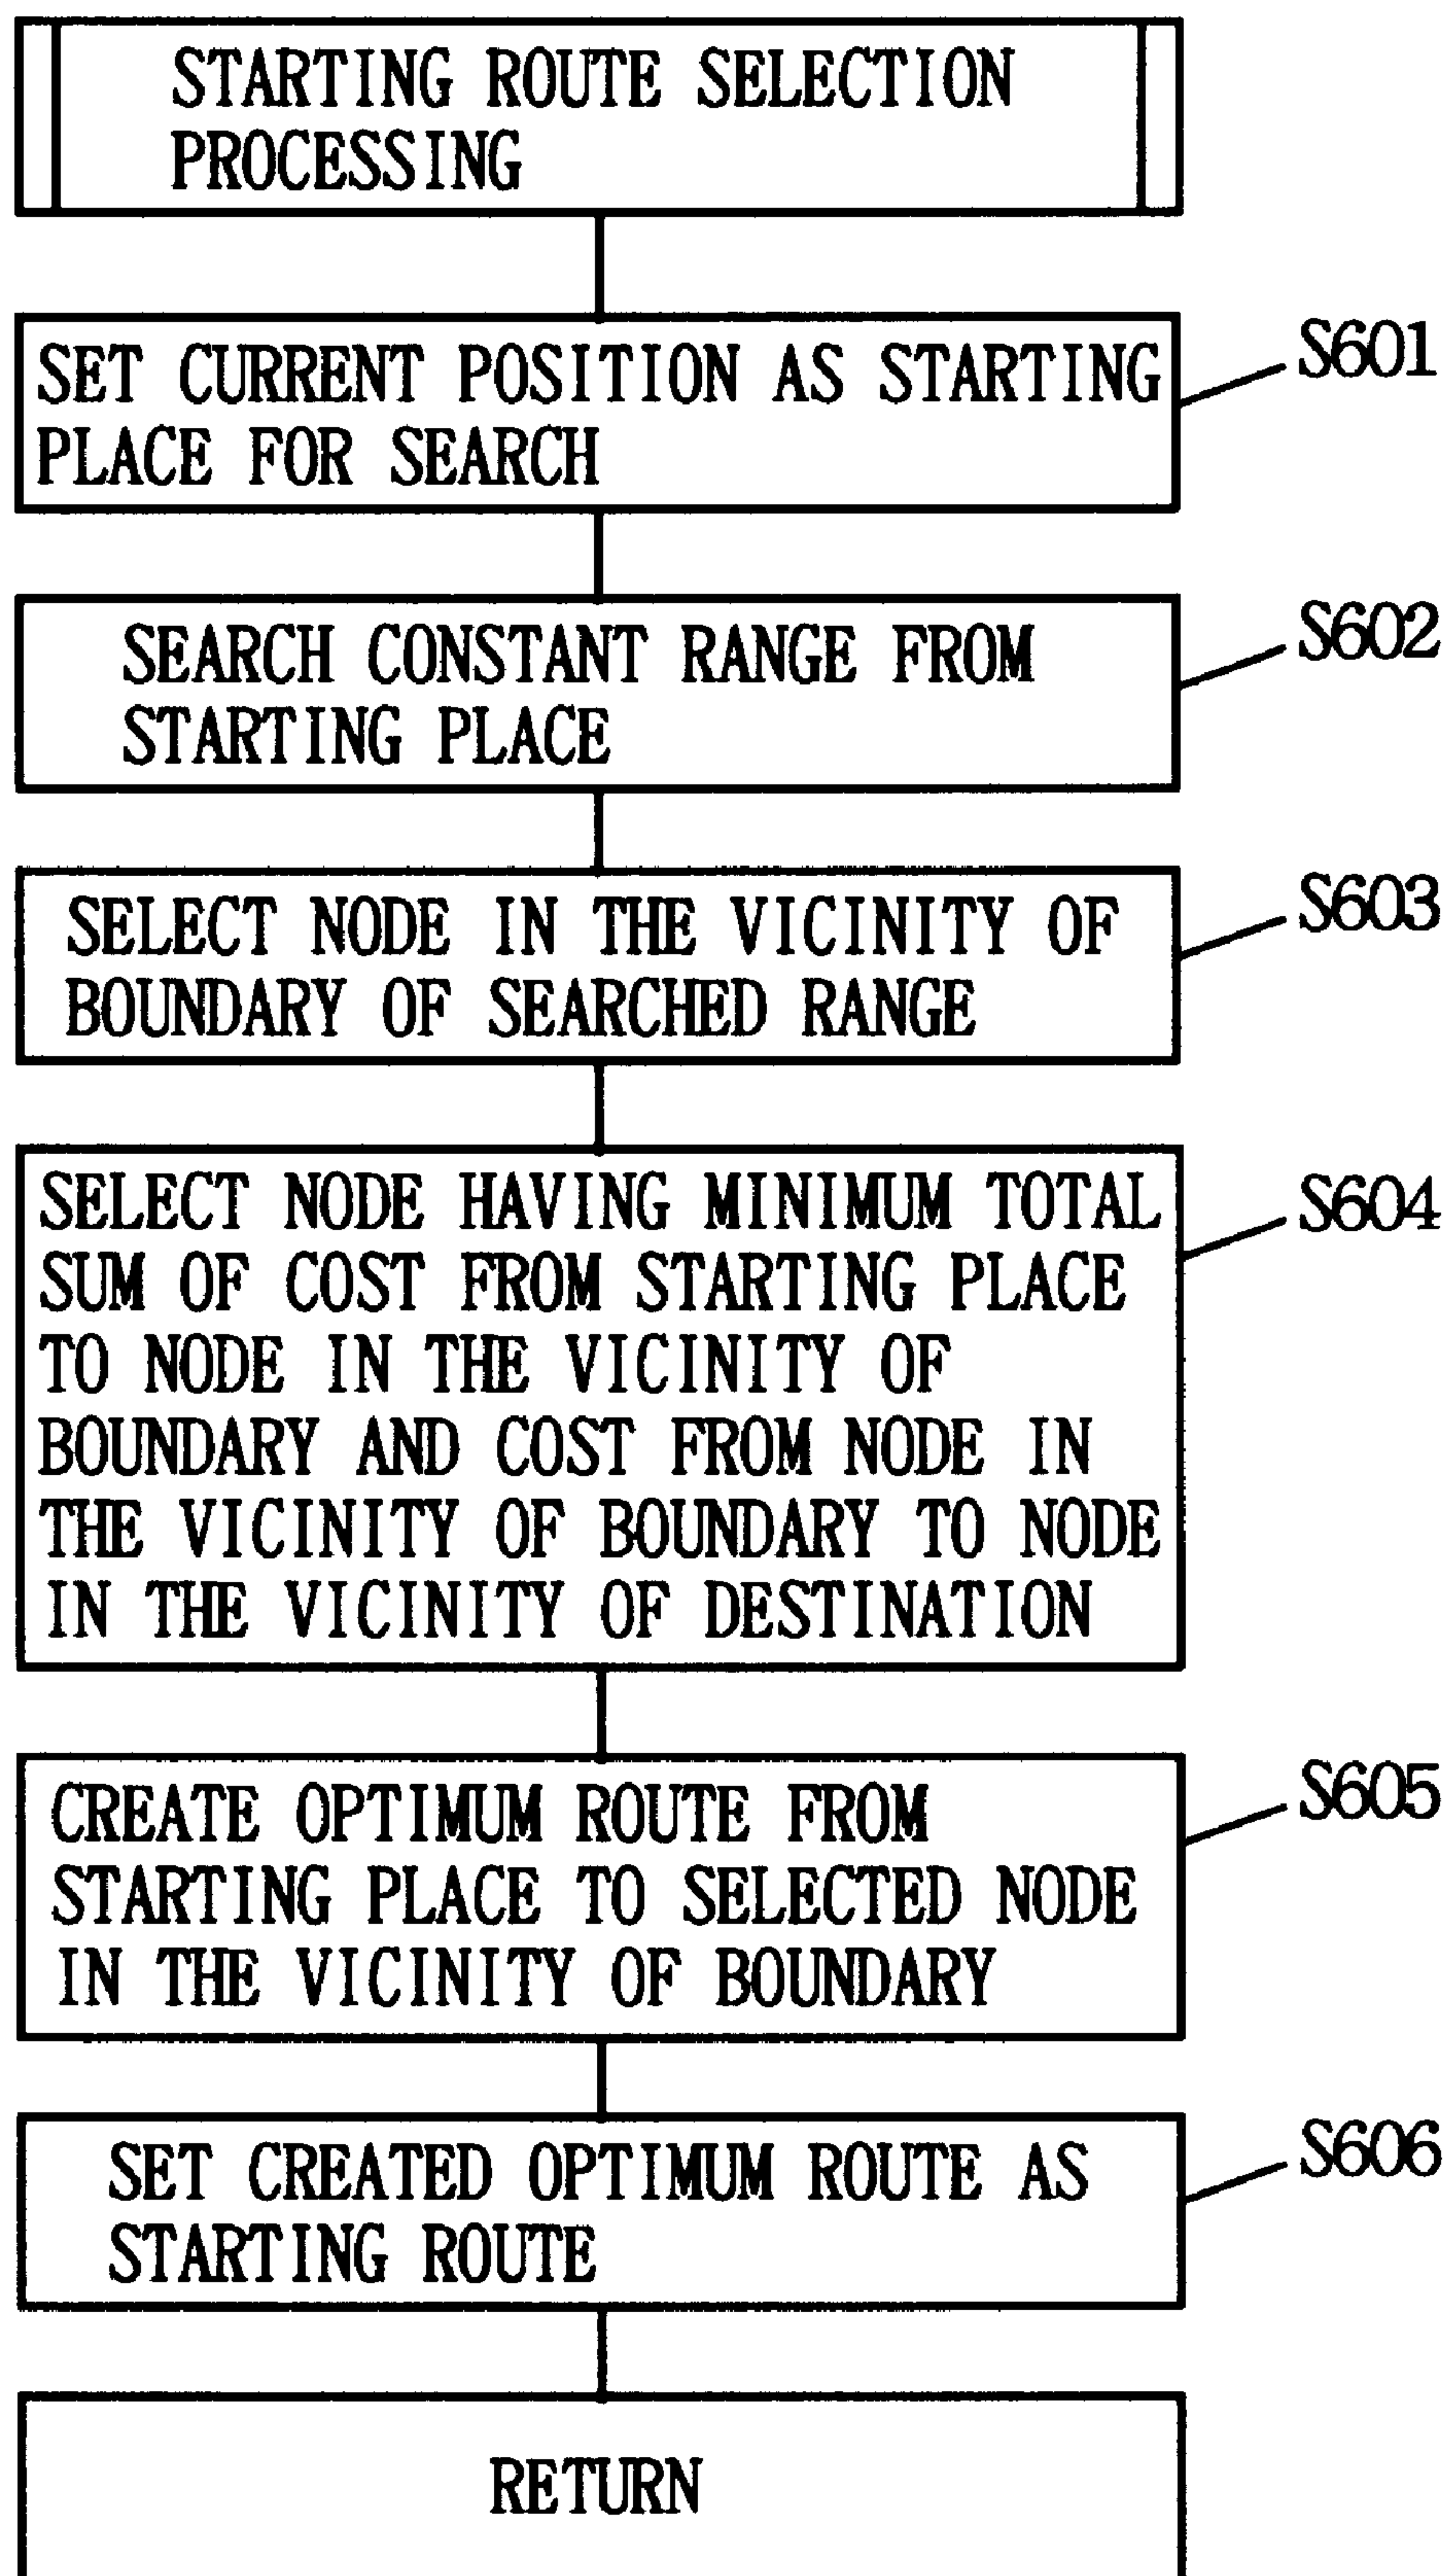 STARTING ROUTE SELECTION
PROCESSING
SET CURRENT POSITION AS STARTING
PLACE FOR SEARCH
S601
SEARCH CONSTANT RANGE FROM
STARTING PLACE
S602
SELECT NODE IN THE VICINITY OF
BOUNDARY OF SEARCHED RANGE
S603
SELECT NODE HAVING MINIMUM TOTAL
SUM OF COST FROM STARTING PLACE
TO NODE IN THE VICINITY OF
BOUNDARY AND COST FROM NODE IN
THE VICINITY OF BOUNDARY TO NODE
IN THE VICINITY OF DESTINATION
S604
CREATE OPTIMUM ROUTE FROM
STARTING PLACE TO SELECTED NODE
IN THE VICINITY OF BOUNDARY
S605
SET CREATED OPTIMUM ROUTE AS
STARTING ROUTE
S606
RETURN